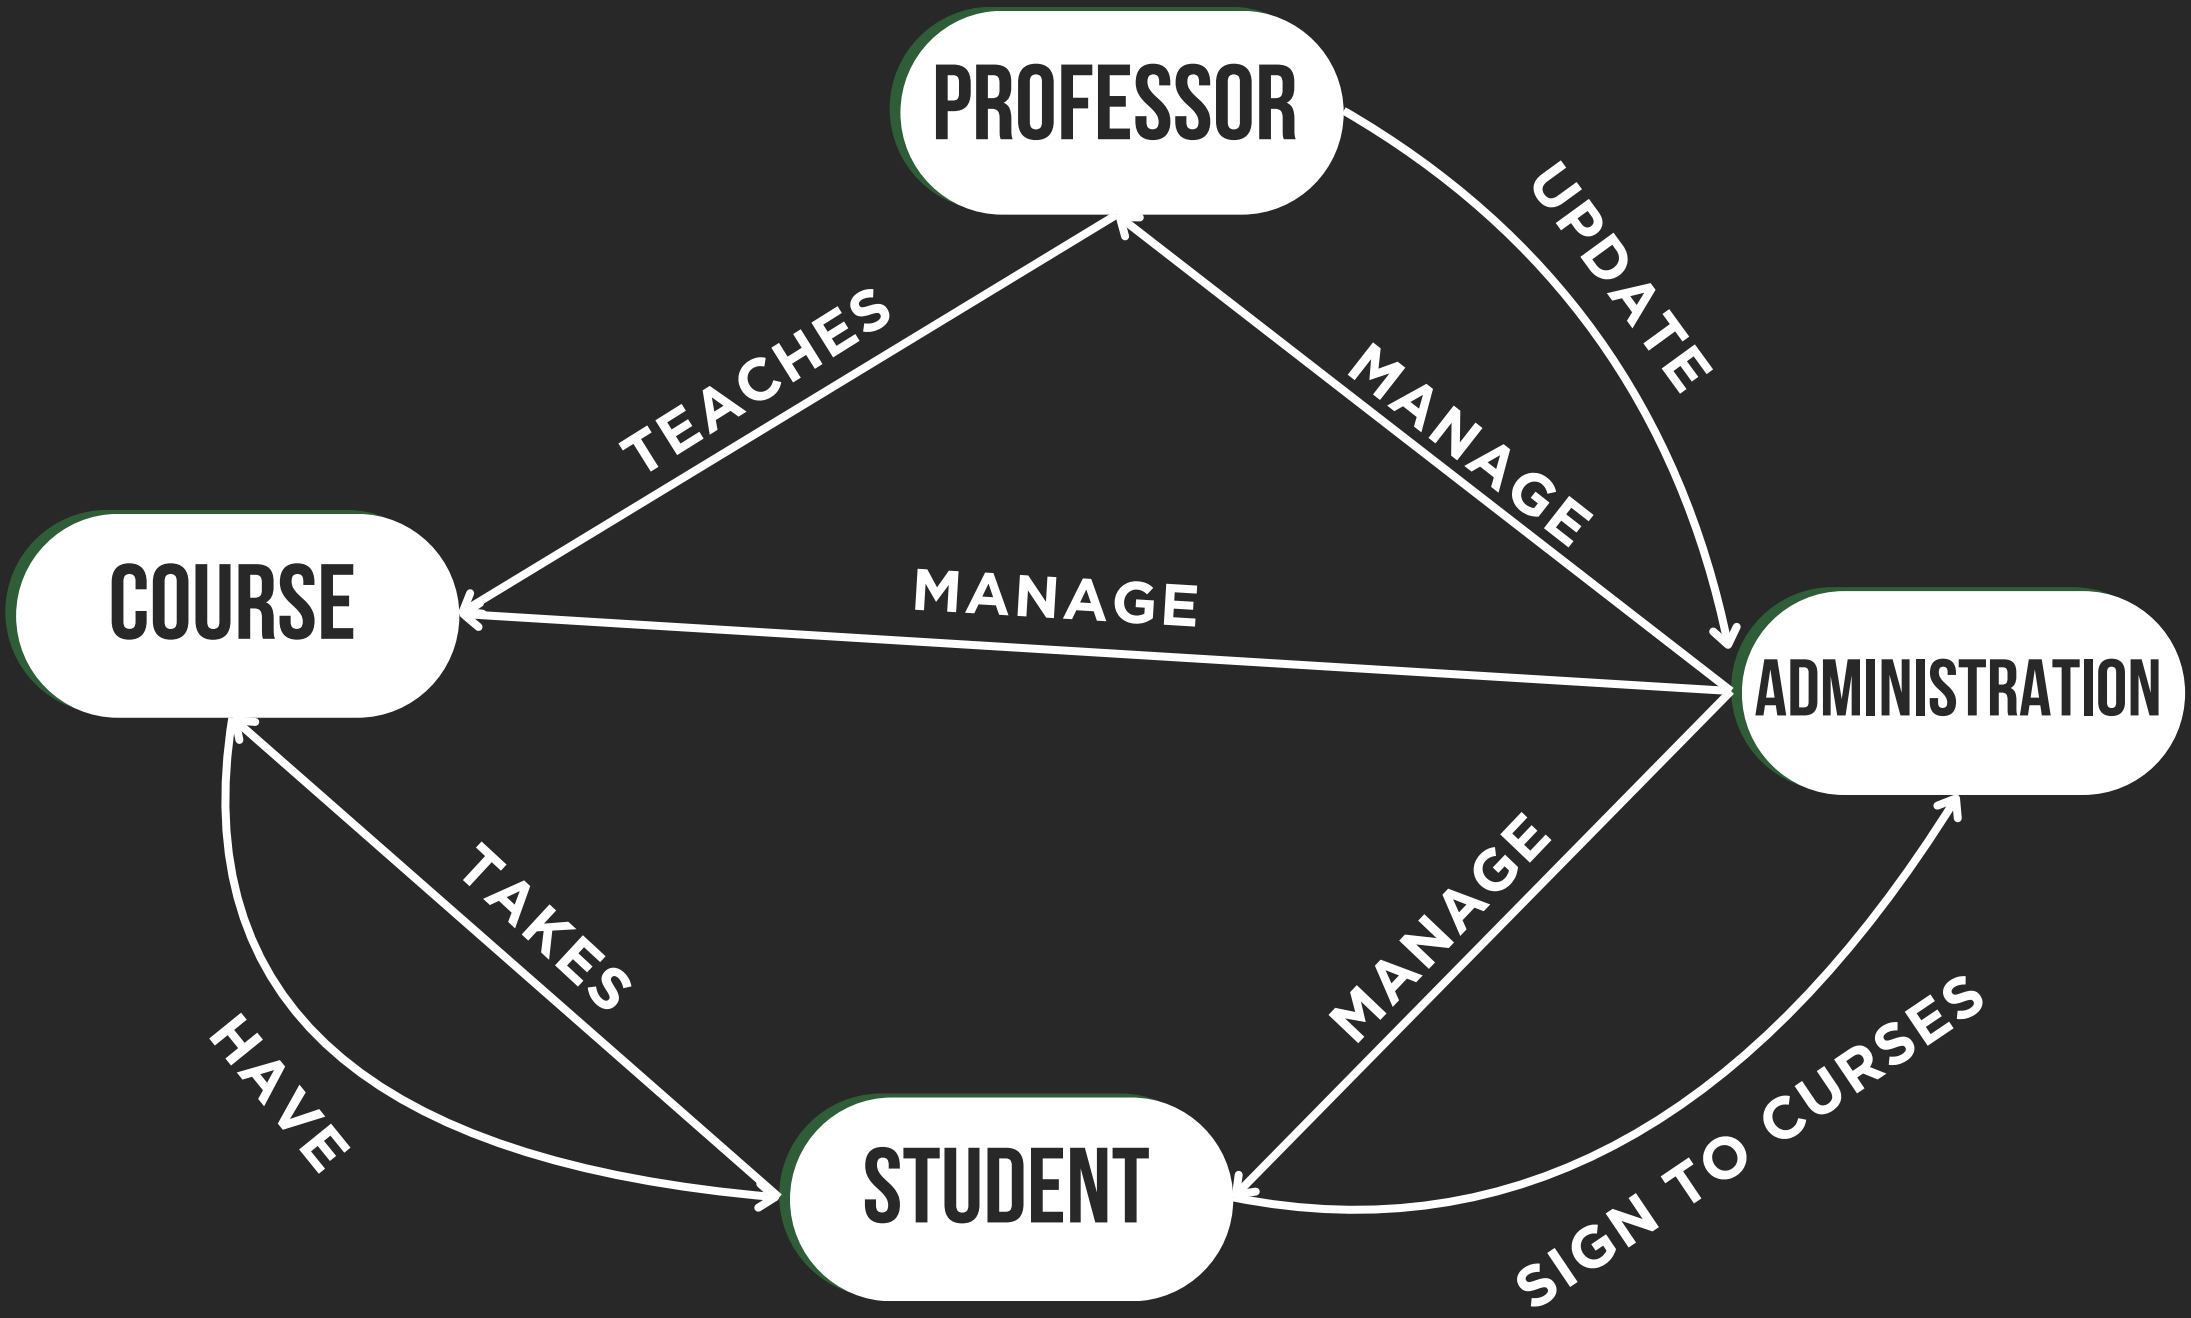 PROFESSOR
UPDATE
TEACHES
MANAGE
MANAGE
COURSE
ADMINISTRATION
TAKES
MANAGE
HAVE
STUDENT
SIGN TO CURSES